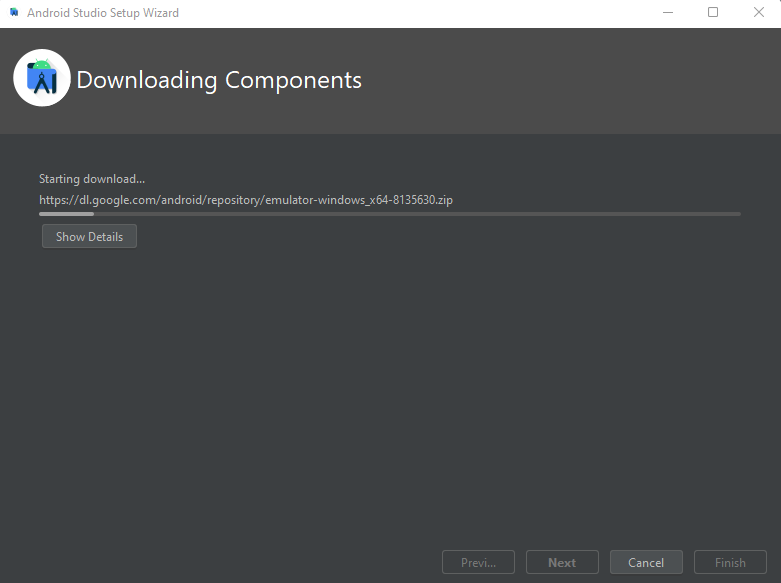 Android Studio Setup Wizard
Downloading Components
Starting download...
https://dl.google.com/android/repository/emulator-windows_x64-8135630.zip
Show Details
Previ... Next Cancel Finish